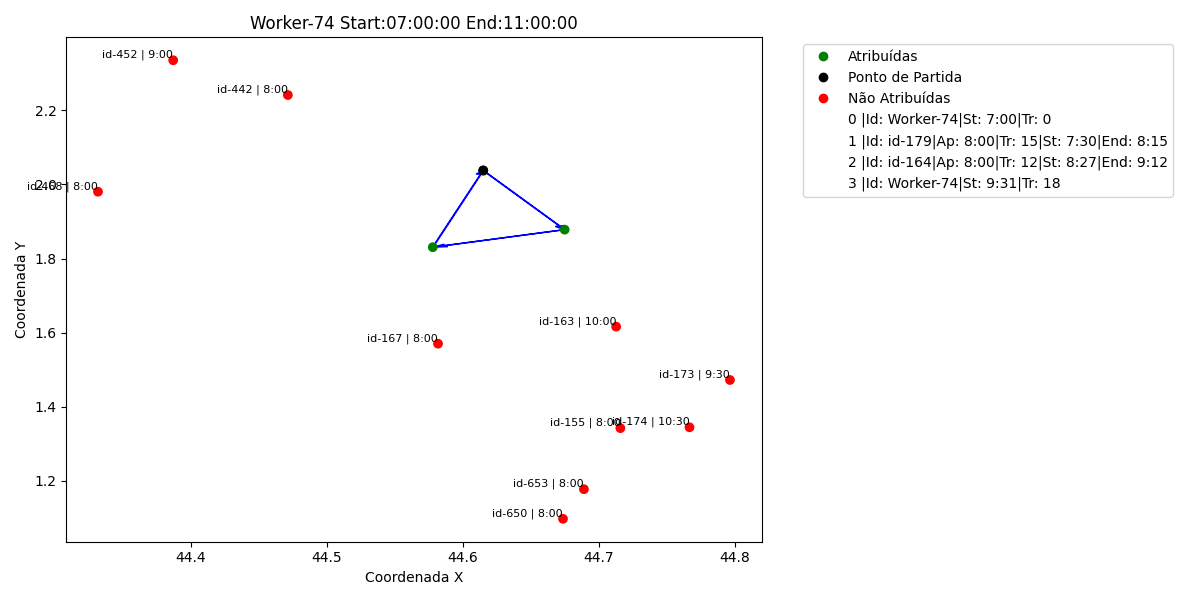 Worker-74 Start:07:00:00 End:11:00:00
id-452 | 9:00
id-442 | 8:00
| 8:00
id-167 | 8:00
id-163 | 10:00
id-173 | 9:30
id-155 | 8:00
id-174 | 10:30
id-653 | 8:00
id-650 | 8:00
2.2
2.0
1.8
1.6
1.4
1.2
Coordenada Y
44.4 44.5 44.6 44.7 44.8
Coordenada X
Atribuídas
Ponto de Partida
Não Atribuídas
0 |Id: Worker-74|St: 7:00|Tr: 0
1 |Id: id-179|Ap: 8:00|Tr: 15|St: 7:30|End: 8:15
2 |Id: id-164|Ap: 8:00|Tr: 12|St: 8:27|End: 9:12
3 |Id: Worker-74|St: 9:31|Tr: 18